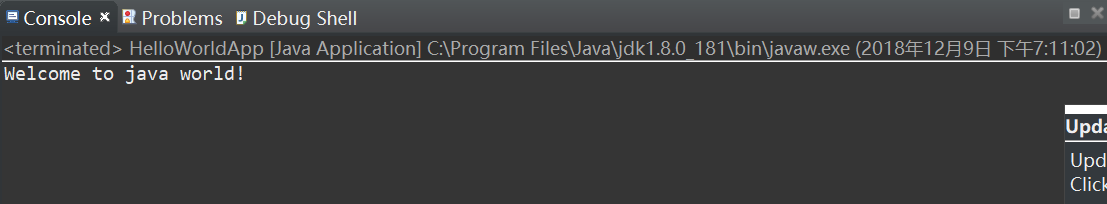 Console Problems Debug Shell
<terminated> HelloWorldApp [Java Application] C:\Program Files\Java\jdk1.8.0_181\bin\javaw.exe (2018年12月9日 下午7:11:02)
Welcome to java world!
Upda
Upd
Click